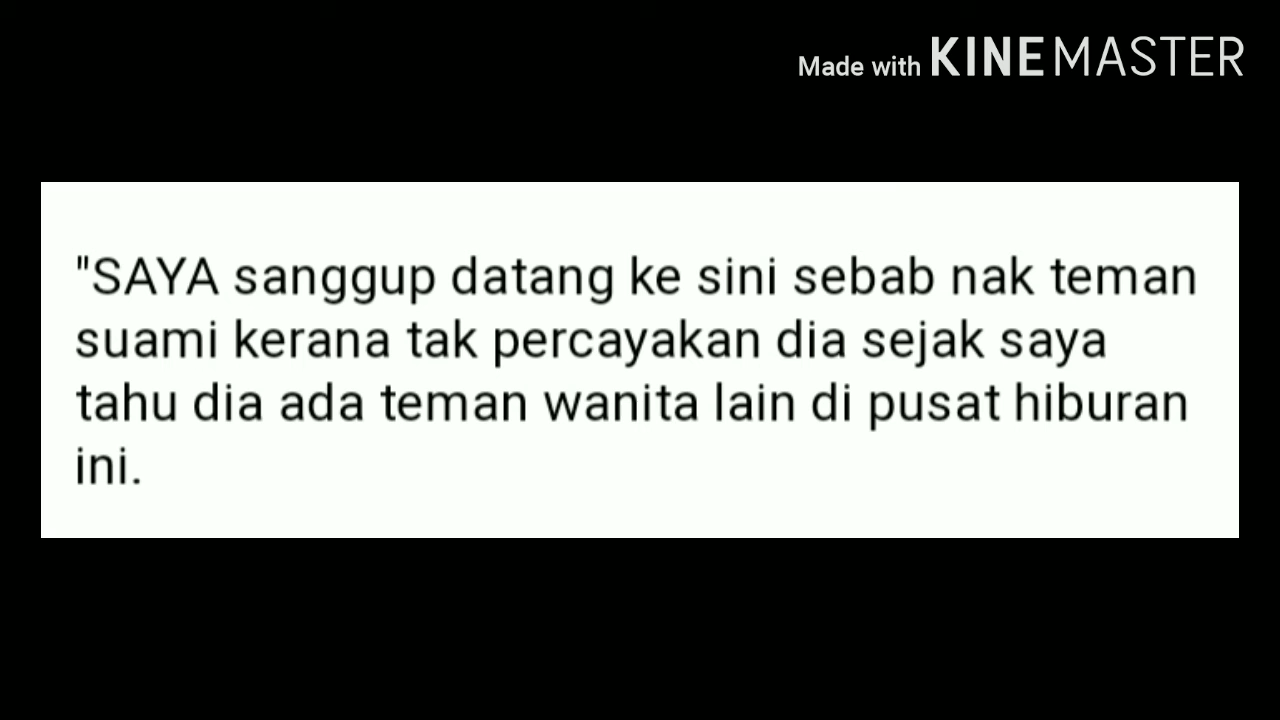 Made with KINEMASTER
"SAYA sanggup datang ke sini sebab nak teman
suami kerana tak percayakan dia sejak saya
tahu dia ada teman wanita lain di pusat hiburan
ini.